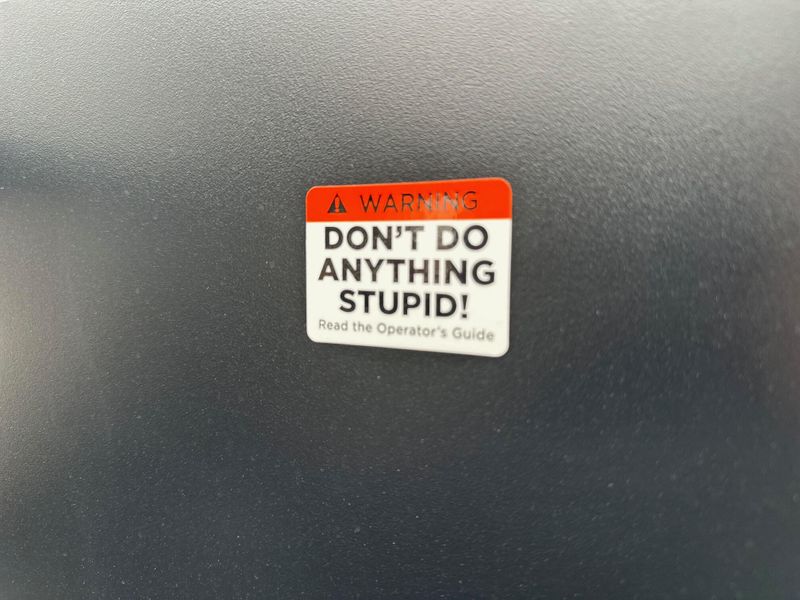 WARNING
DON'T DO
ANYTHING
STUPID!
Read the Operator's Guide